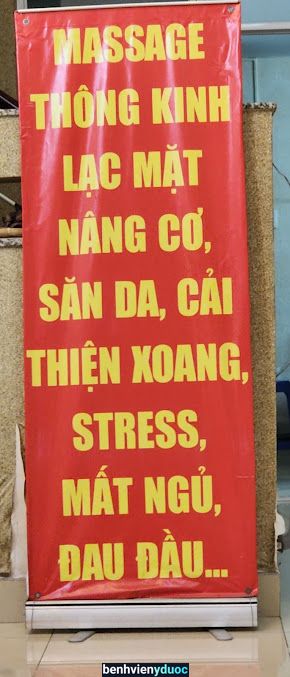 MASSAGE
THÔNG KINH
LẠC MẶT
NÂNG CƠ,
SĂN DA, CẢI
THIỆN XOANG,
STRESS,
MẤT NGỦ,
ĐAU ĐẦU...
benhvienyduoc